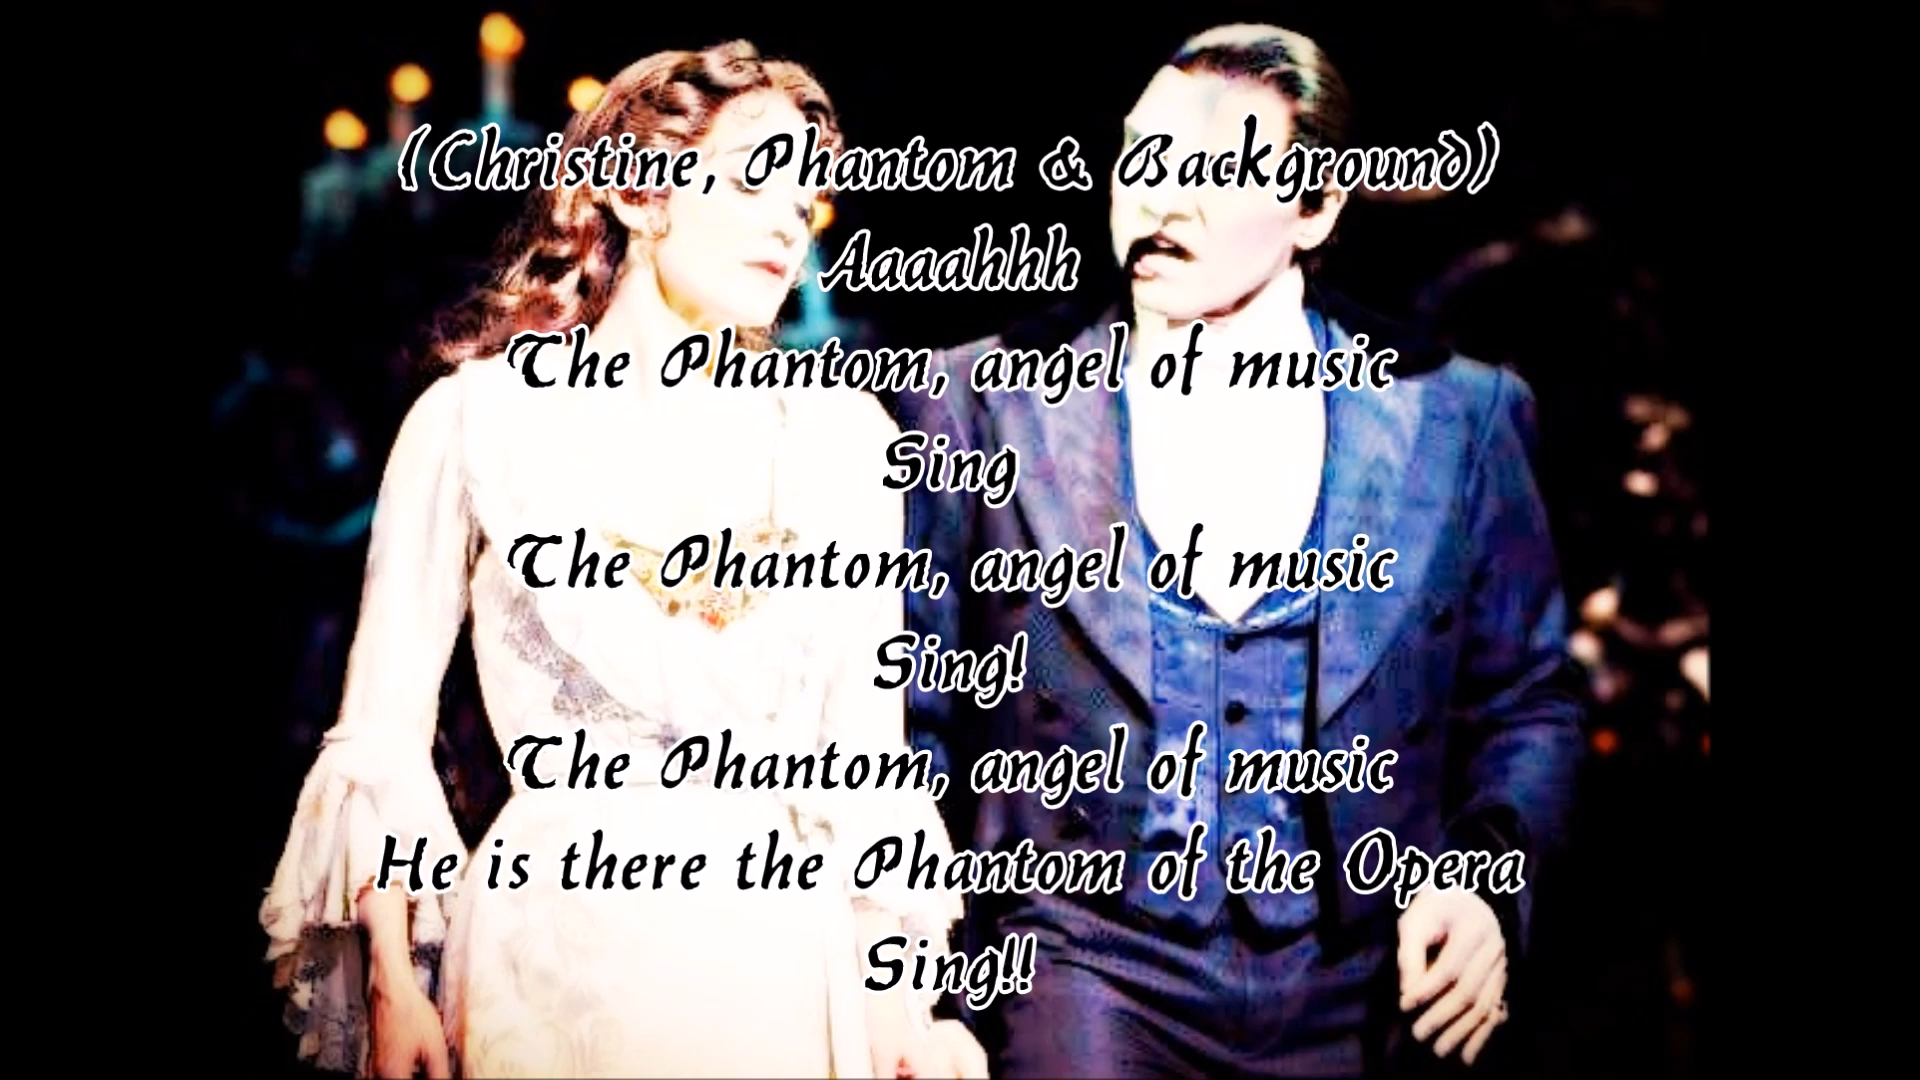 (Christine, Phantom & Background)
Aaaahhh
The Phantom, angel of music
Sing
The Phantom, angel of music
Sing!
The Phantom, angel of music
He is there the Phantom of the Opera
Sing!!